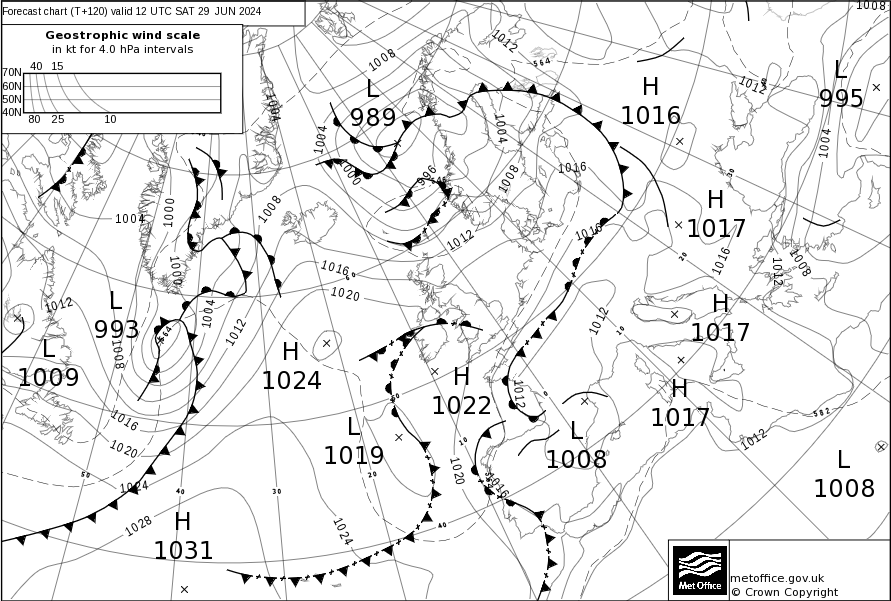 Forecast chart (T+120) valid 12 UTC SAT 29 JUN 2024
Geostrophic wind scale
in kt for 4.0 hPa intervals
40 15
70N
60N
50N
40N
80 25 10
1008
1012
564
1008
L
989
H
1016
1012
L
995
1004
1004
1004
1004
1000
996
1008
1016
1000
1008
1004
1012
1016
H
1017
1016
1012
1008
1000
1016
1020
1012
L
993
1004
1012
1008
564
L
1009
H
1024
1012
H
1017
H
1022
1012
H
1017
582
1016
1020
L
1019
L
1008
1012
L
1008
1020
1016
1024
1028
H
1031
1024
50
40
30
20
10
40
Met Office
metoffice.gov.uk
© Crown Copyright